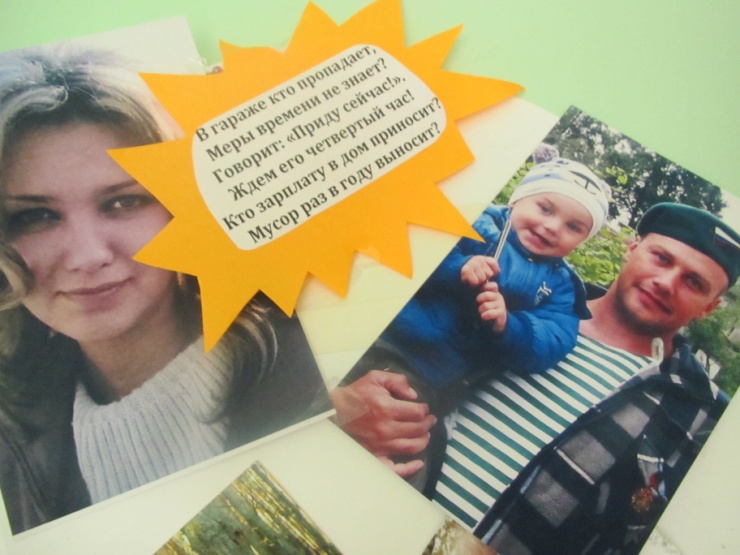 В гараже кто пропадает,
Меры времени не знает?
Говорит: «Приду сейчас!».
Ждем его четвертый час!
Кто зарплату в дом приносит?
Мусор раз в году выносит?